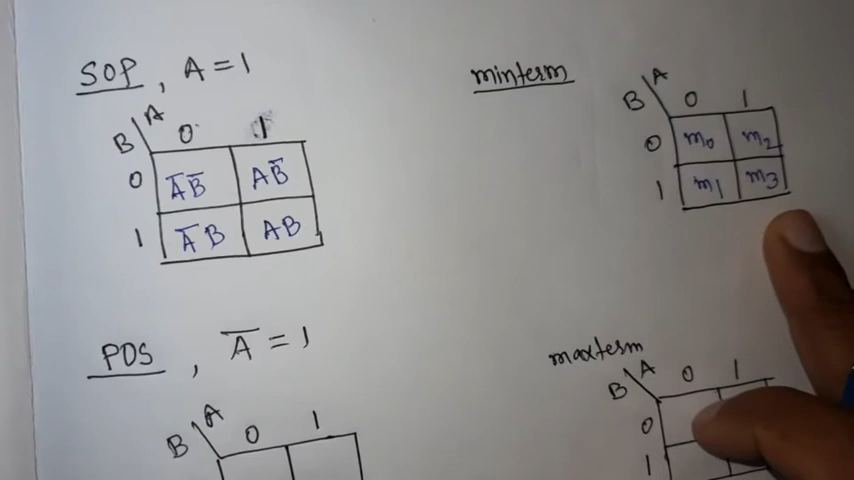 SOP, A = 1
B A 0 1
0 A̅B̅ AB̅
1 A̅B AB
minterm
B A 0 1
0 m0 m2
1 m1 m3
POS, A̅ = 1
B A 0 1
maxterm
B A 0 1
0
1